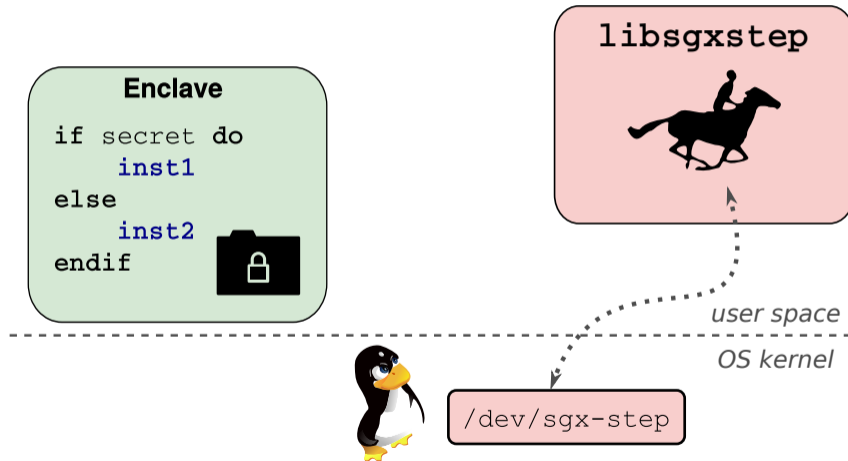 libsgxstep
Enclave
if secret do
inst1
else
inst2
endif
user space
OS kernel
/dev/sgx-step